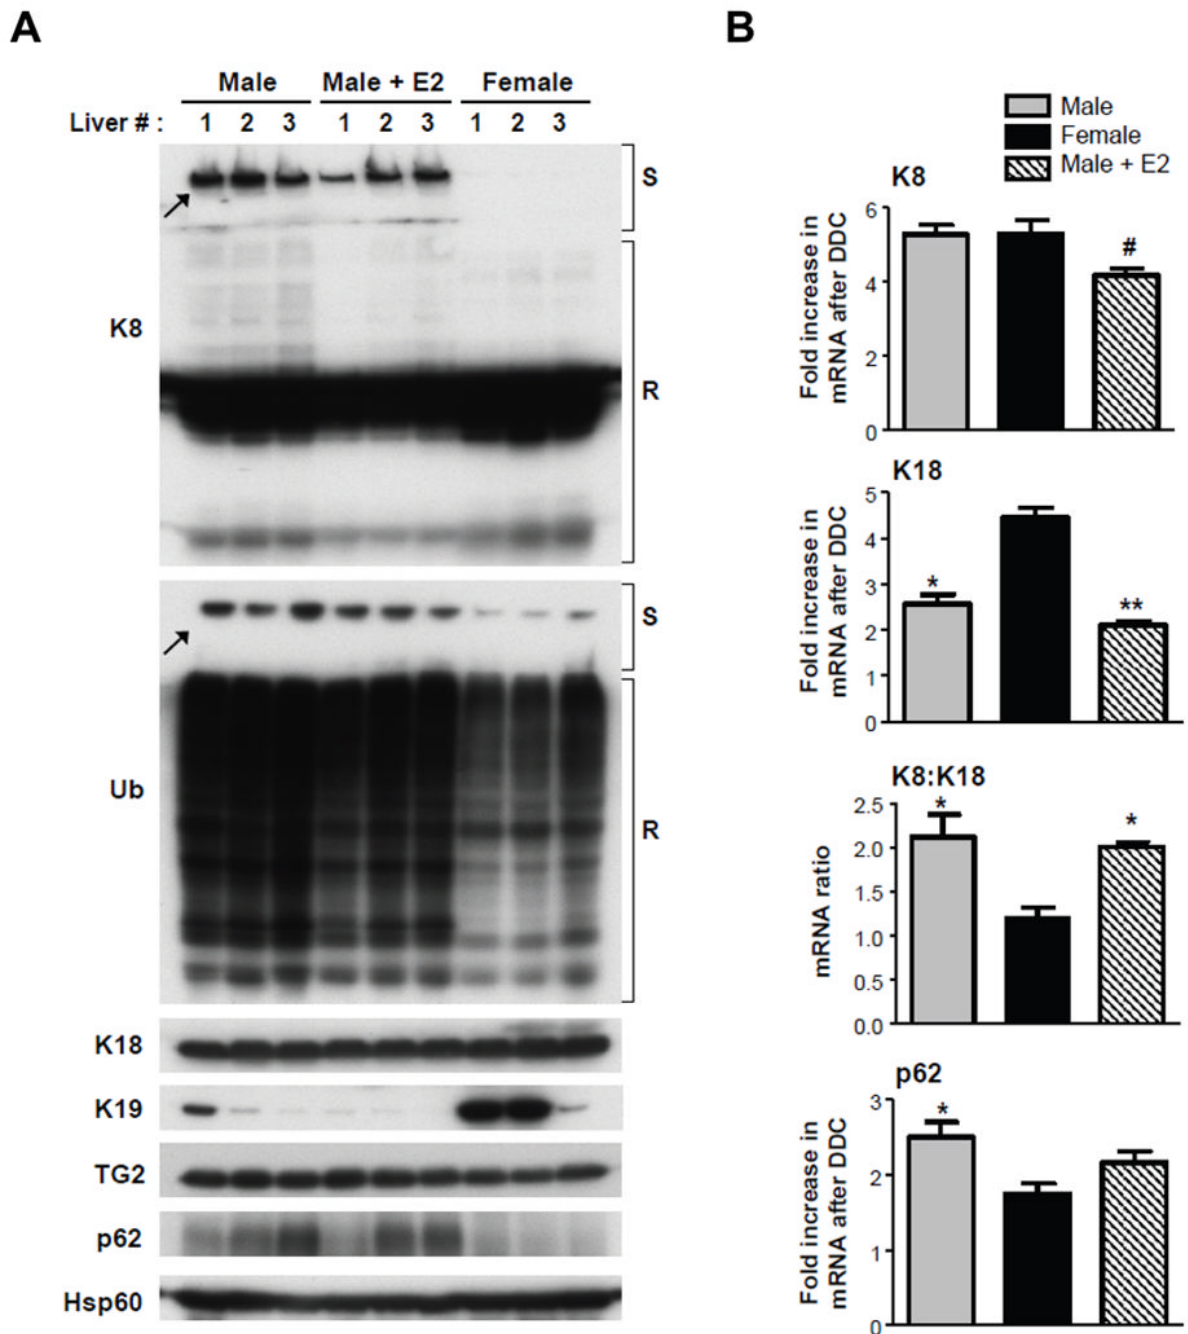 A
Male Male + E2 Female
Liver # : 1 2 3 1 2 3 1 2 3
S
K8
R
S
Ub
R
K18
K19
TG2
p62
Hsp60
B
Male
Female
Male + E2
K8
Fold increase in
mRNA after DDC
6
4
2
0
#
K18
Fold increase in
mRNA after DDC
5
4
3
2
1
0
*
**
K8:K18
mRNA ratio
2.5
2.0
1.5
1.0
0.5
0.0
*
*
p62
Fold increase in
mRNA after DDC
3
2
1
0
*